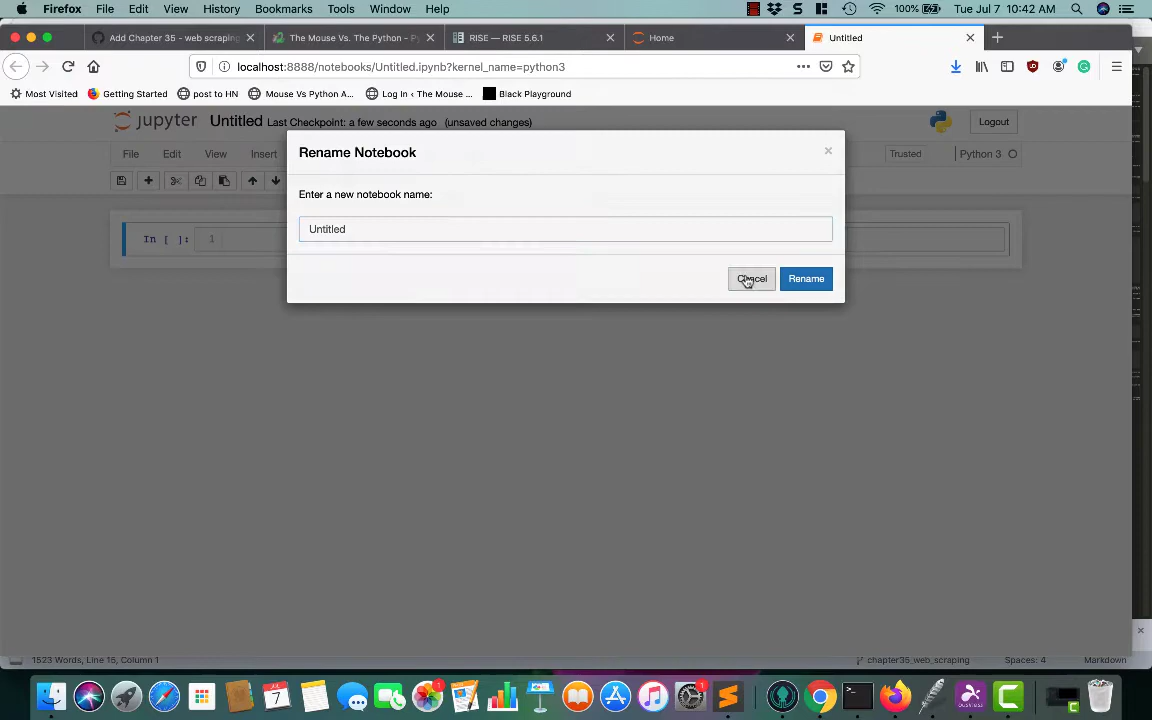 Firefox File Edit View History Bookmarks Tools Window Help 100% Tue Jul 7 10:42 AM
Add Chapter 35 - web scraping The Mouse Vs. The Python - P RISE — RISE 5.6.1 Home Untitled
localhost:8888/notebooks/Untitled.ipynb?kernel_name=python3
Most Visited Getting Started post to HN Mouse Vs Python A... Log In ‹ The Mouse ... Black Playground
jupyter Untitled Last Checkpoint: a few seconds ago (unsaved changes) Logout
File Edit View Insert Trusted Python 3
Rename Notebook
Enter a new notebook name:
Untitled
In [ ]: 1
Cancel Rename
1523 Words, Line 15, Column 1 chapter35_web_scraping Spaces: 4 Markdown